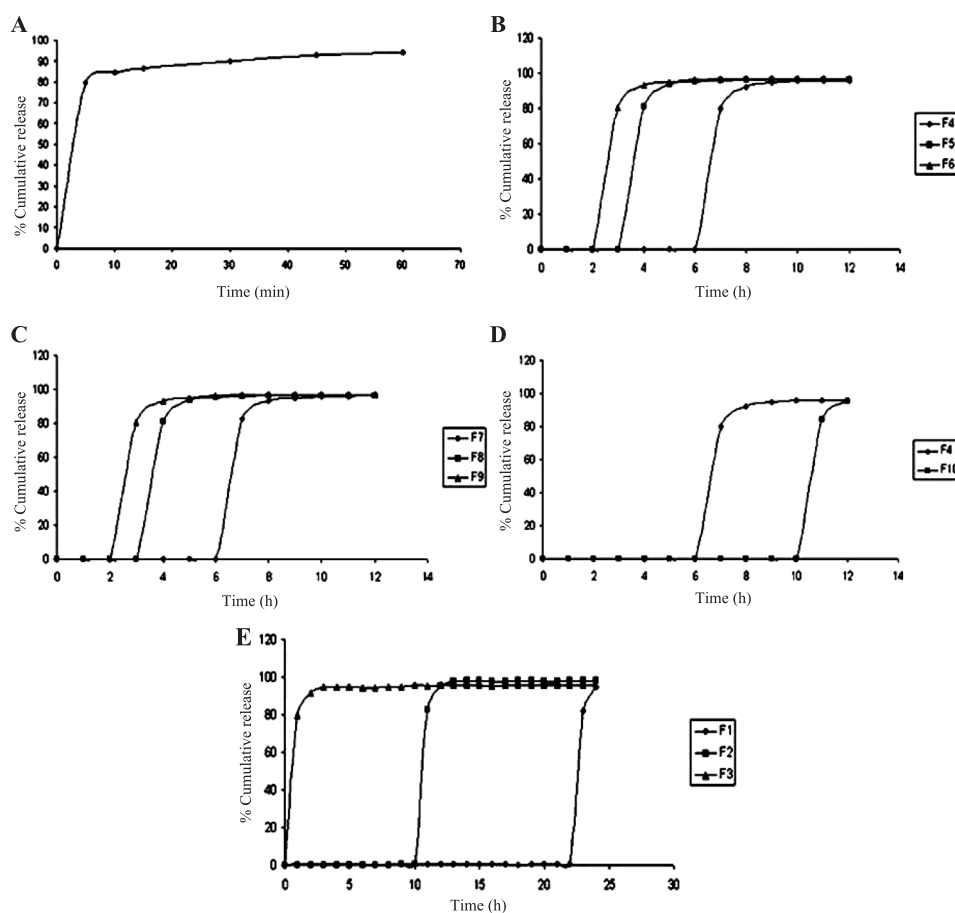 A
% Cumulative release
100
90
80
70
60
50
40
30
20
10
0
0 10 20 30 40 50 60 70
Time (min)
B
% Cumulative release
120
100
80
60
40
20
0
0 2 4 6 8 10 12 14
Time (h)
F4
F5
F6
C
% Cumulative release
120
100
80
60
40
20
0
0 2 4 6 8 10 12 14
Time (h)
F7
F8
F9
D
% Cumulative release
120
100
80
60
40
20
0
0 2 4 6 8 10 12 14
Time (h)
F4
F10
E
% Cumulative release
120
100
80
60
40
20
0
0 5 10 15 20 25 30
Time (h)
F1
F2
F3